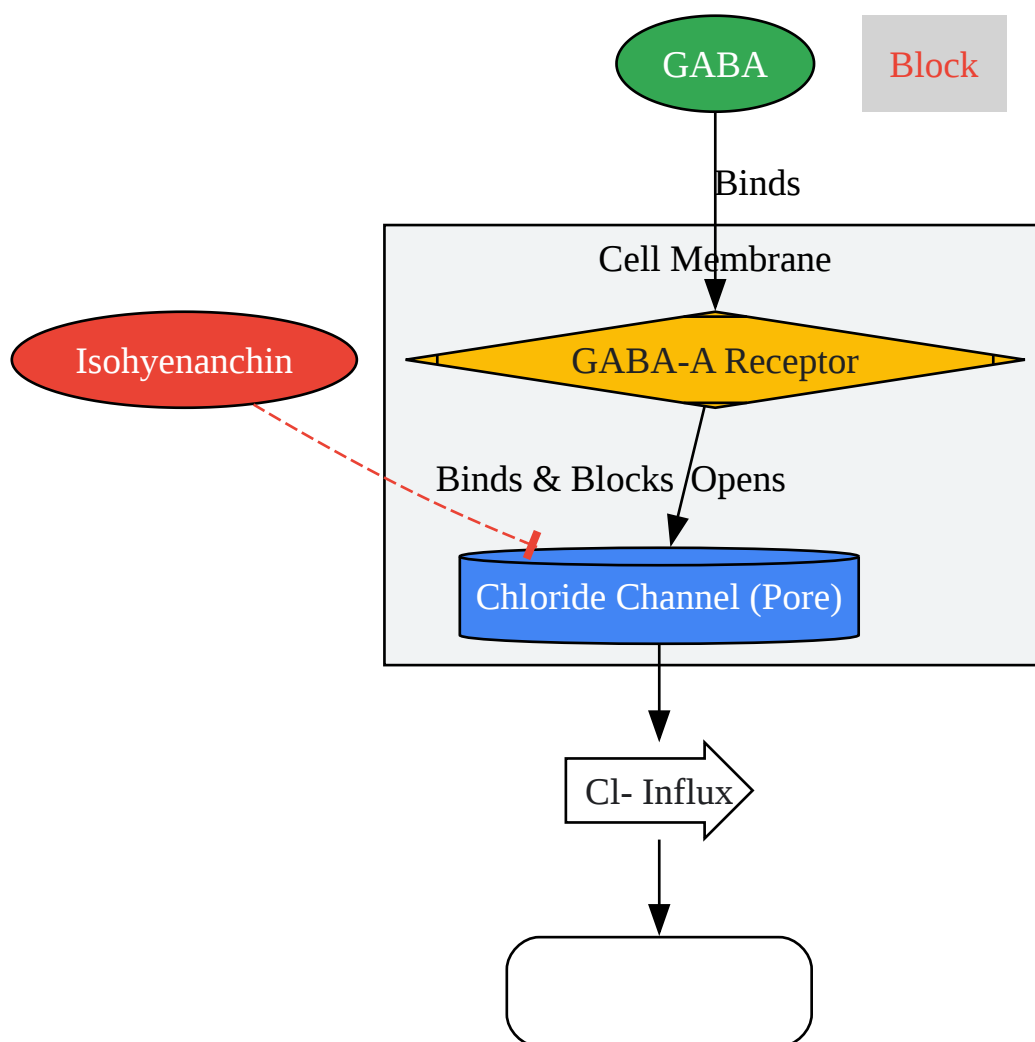 GABA
Block
Binds
Cell Membrane
Isohyenanchin
GABA-A Receptor
Binds & Blocks
Opens
Chloride Channel (Pore)
Cl- Influx